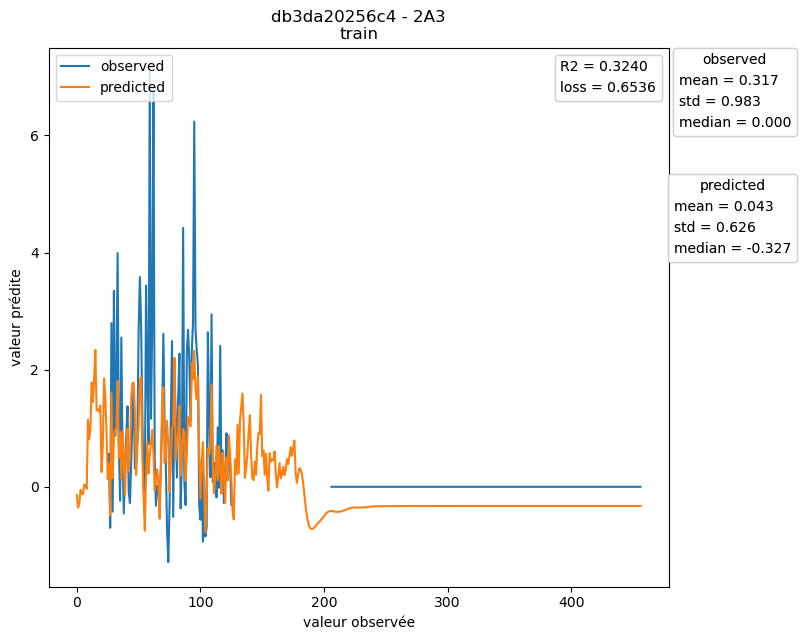 db3da20256c4 - 2A3
train
observed
predicted
R2 = 0.3240
loss = 0.6536
observed
mean = 0.317
std = 0.983
median = 0.000
predicted
mean = 0.043
std = 0.626
median = -0.327
valeur prédite
6
4
2
0
0
100
200
300
400
valeur observée